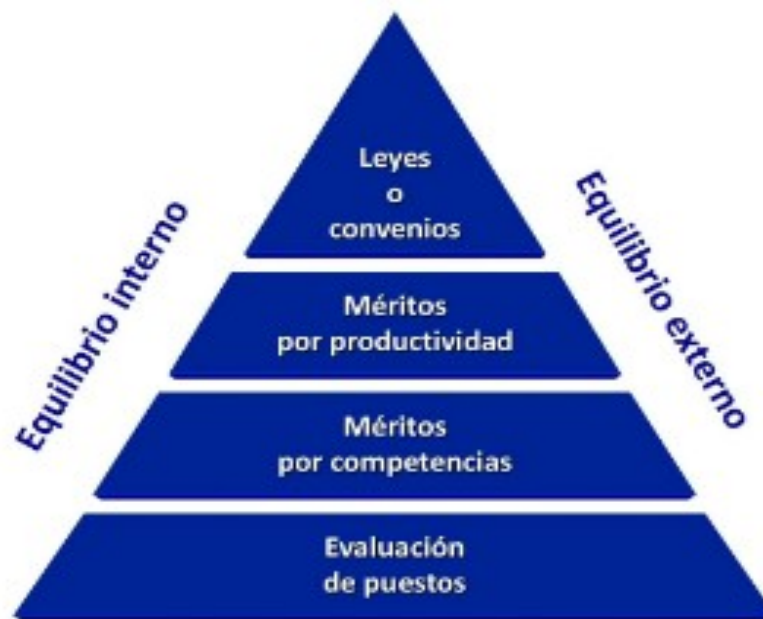 Leyes
o
convenios
Equilibrio interno
Equilibrio externo
Méritos
por productividad
Méritos
por competencias
Evaluación
de puestos